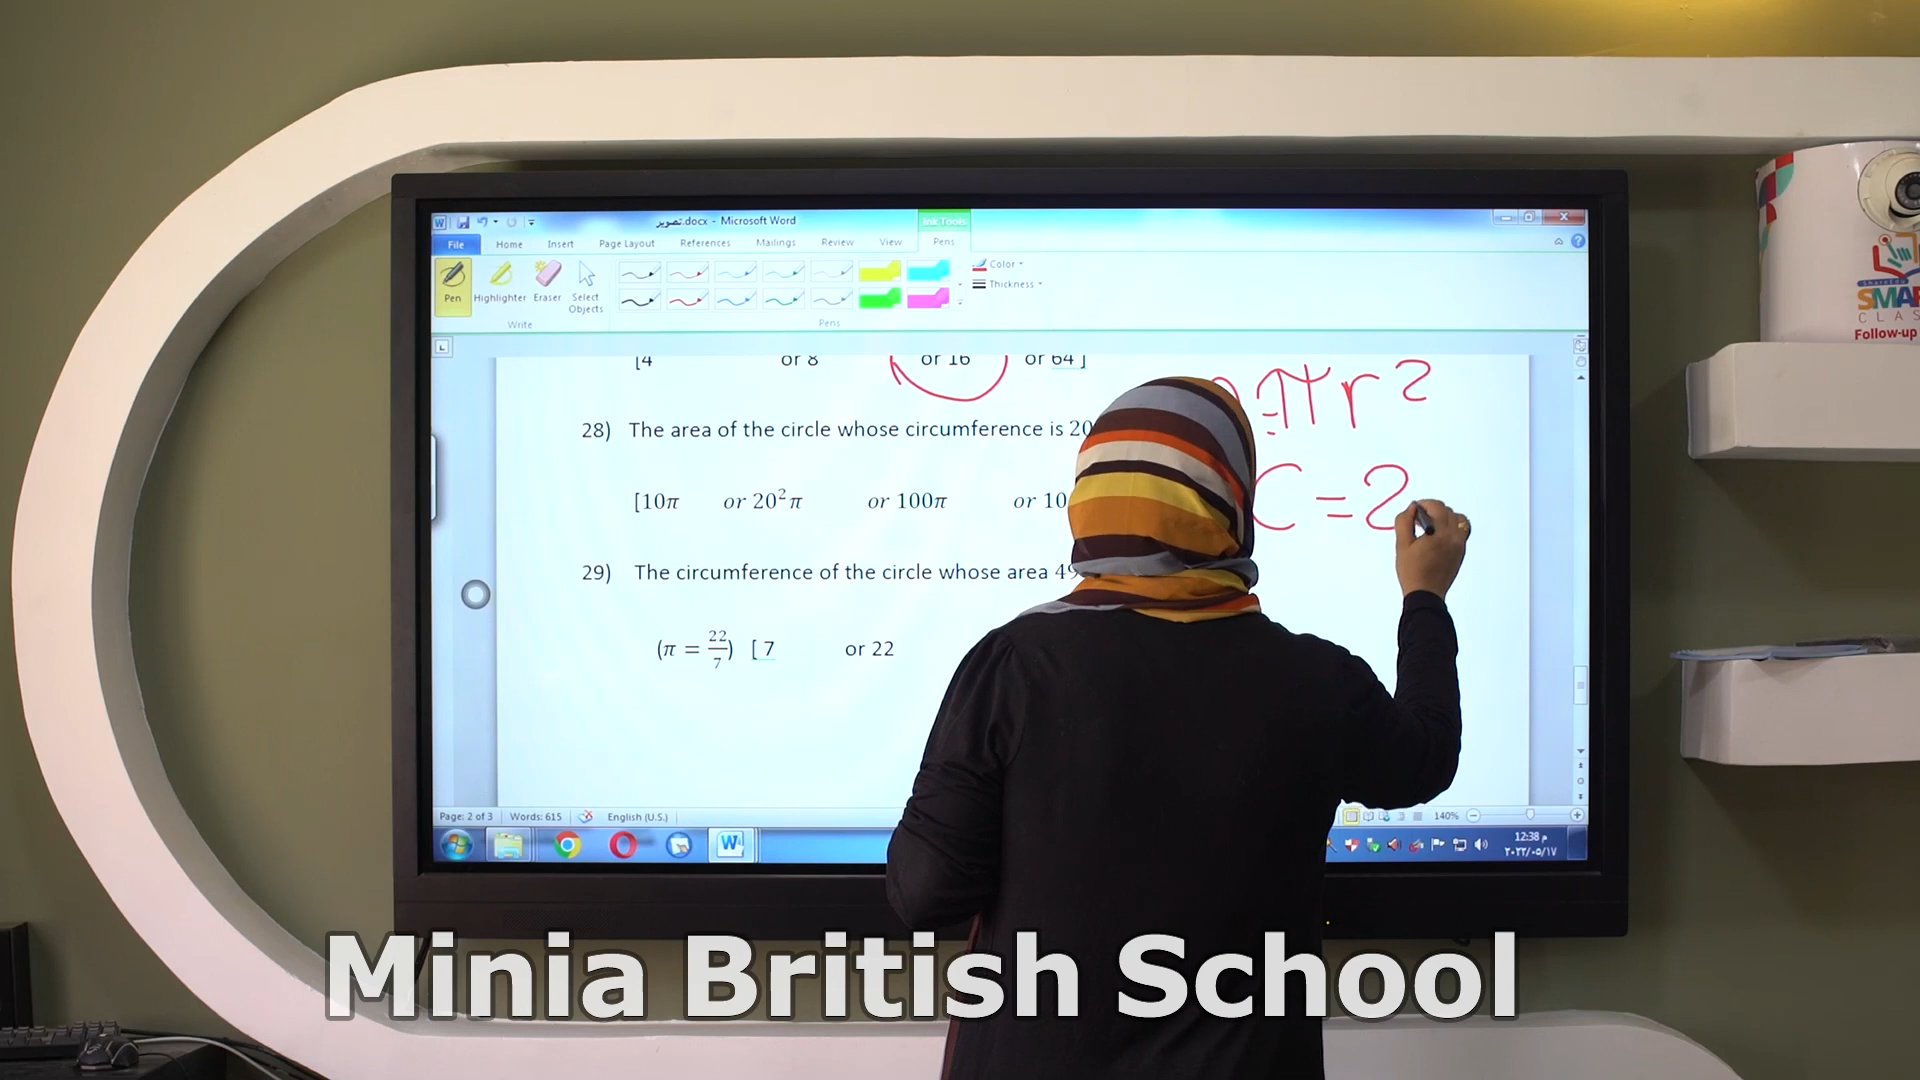 تصوير.docx - Microsoft Word
Ink Tools
File Home Insert Page Layout References Mailings Review View Pens
Pen Highlighter Eraser Select Objects
Color
Thickness
Write Pens
[4 or 8 or 16 or 64 ]
πr²
28) The area of the circle whose circumference is 20
C = 2
[10π or 20²π or 100π or 10
29) The circumference of the circle whose area 49
(π = 22/7) [ 7 or 22
Page: 2 of 3 Words: 615 English (U.S.) 140%
12:38 م
٢٠٢٢/٠٥/١٧
SMAR
CLAS
Follow-up
Minia British School